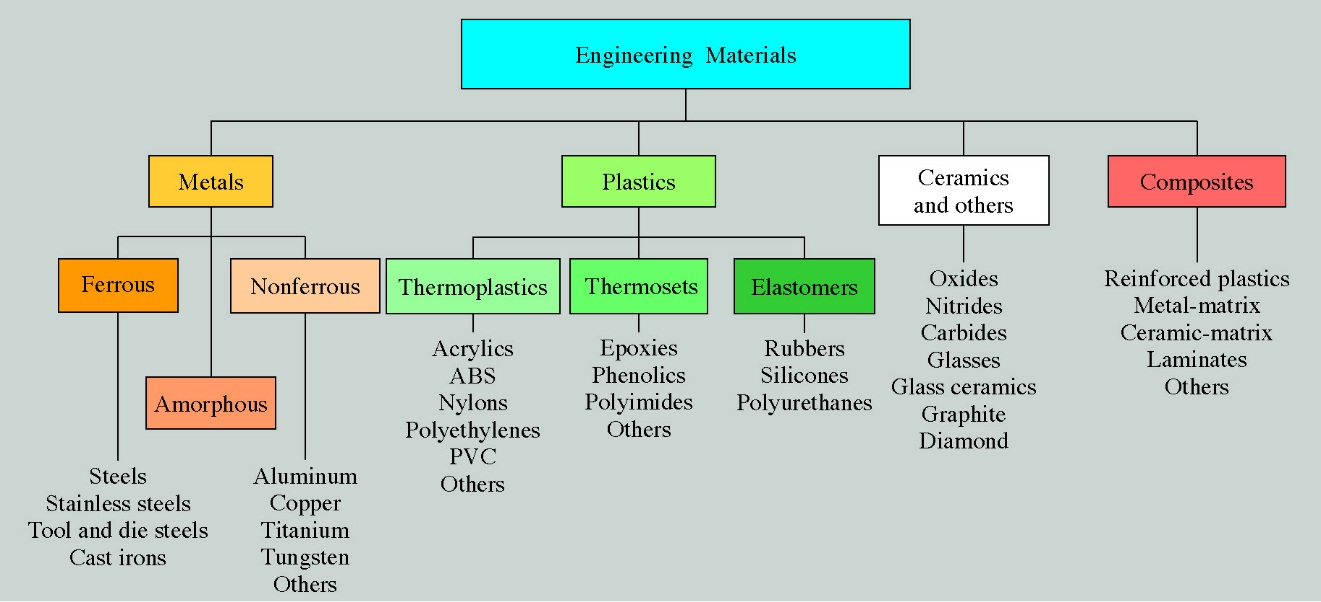 Engineering Materials
Metals
Plastics
Ceramics
and others
Composites
Ferrous
Nonferrous
Amorphous
Thermoplastics
Thermosets
Elastomers
Steels
Stainless steels
Tool and die steels
Cast irons
Aluminum
Copper
Titanium
Tungsten
Others
Acrylics
ABS
Nylons
Polyethylenes
PVC
Others
Epoxies
Phenolics
Polyimides
Others
Rubbers
Silicones
Polyurethanes
Oxides
Nitrides
Carbides
Glasses
Glass ceramics
Graphite
Diamond
Reinforced plastics
Metal-matrix
Ceramic-matrix
Laminates
Others